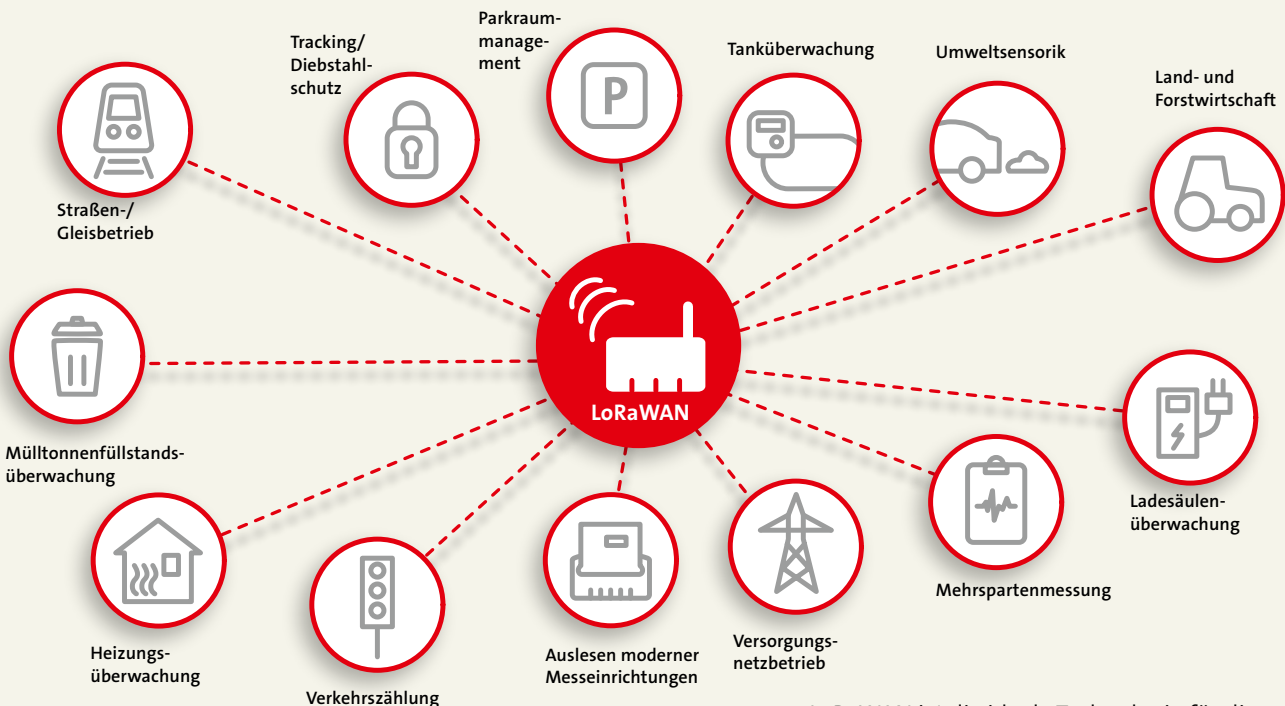 Parkraum-
manage-
ment
Tracking/
Diebstahl-
schutz
Tanküberwachung
Umweltsensorik
Land- und
Forstwirtschaft
P
Straßen-/
Gleisbetrieb
LoRaWAN
Mülltonnenfüllstands-
überwachung
Ladesäulen-
überwachung
Mehrspartenmessung
Heizungs-
überwachung
Verkehrszählung
Auslesen moderner
Messeinrichtungen
Versorgungs-
netzbetrieb